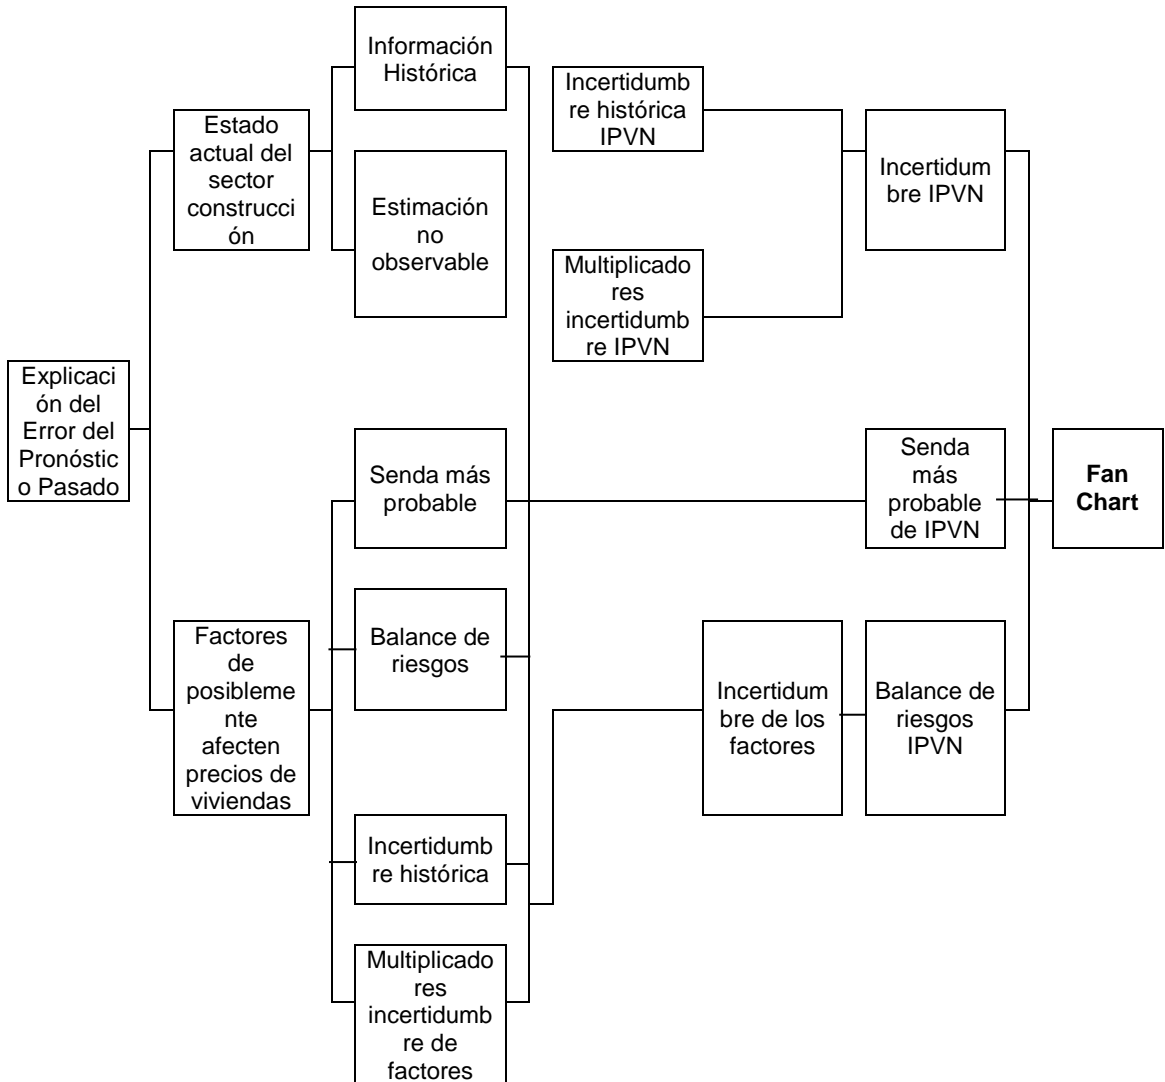 Información
Histórica
Incertidumb
re histórica
IPVN
Estado
actual del
sector
construcci
ón
Incertidum
bre IPVN
Estimación
no
observable
Multiplicado
res
incertidumb
re IPVN
Explicaci
ón del
Error del
Pronóstic
o Pasado
Senda más
probable
Senda
más
probable
de IPVN
Fan
Chart
Factores
de
posibleme
nte
afecten
precios de
viviendas
Balance de
riesgos
Incertidum
bre de los
factores
Balance de
riesgos
IPVN
Incertidumb
re histórica
Multiplicado
res
incertidumb
re de
factores